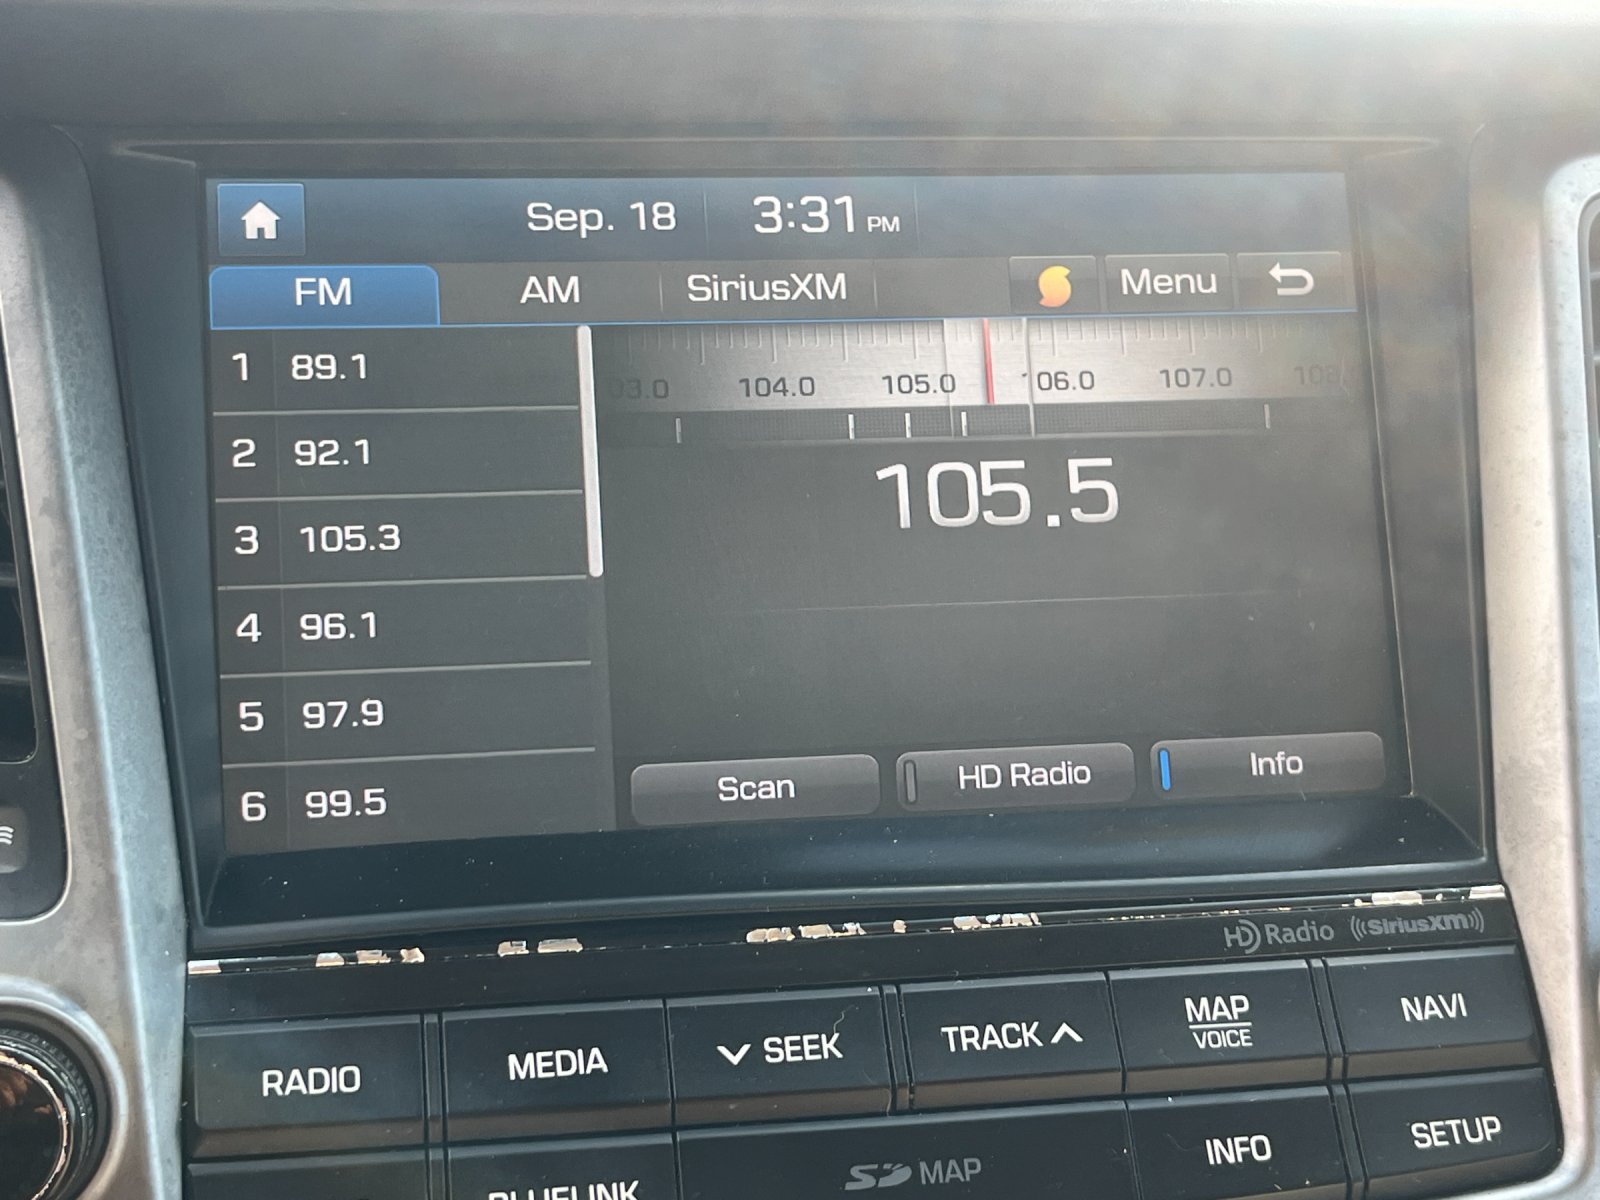 Sep. 18 3:31 PM
FM AM SiriusXM Menu
1 89.1
2 92.1
3 105.3
4 96.1
5 97.9
6 99.5
104.0 105.0 106.0 107.0
105.5
Scan HD Radio Info
HD Radio SiriusXM
RADIO MEDIA SEEK TRACK MAP VOICE NAVI
BLUELINK SD MAP INFO SETUP